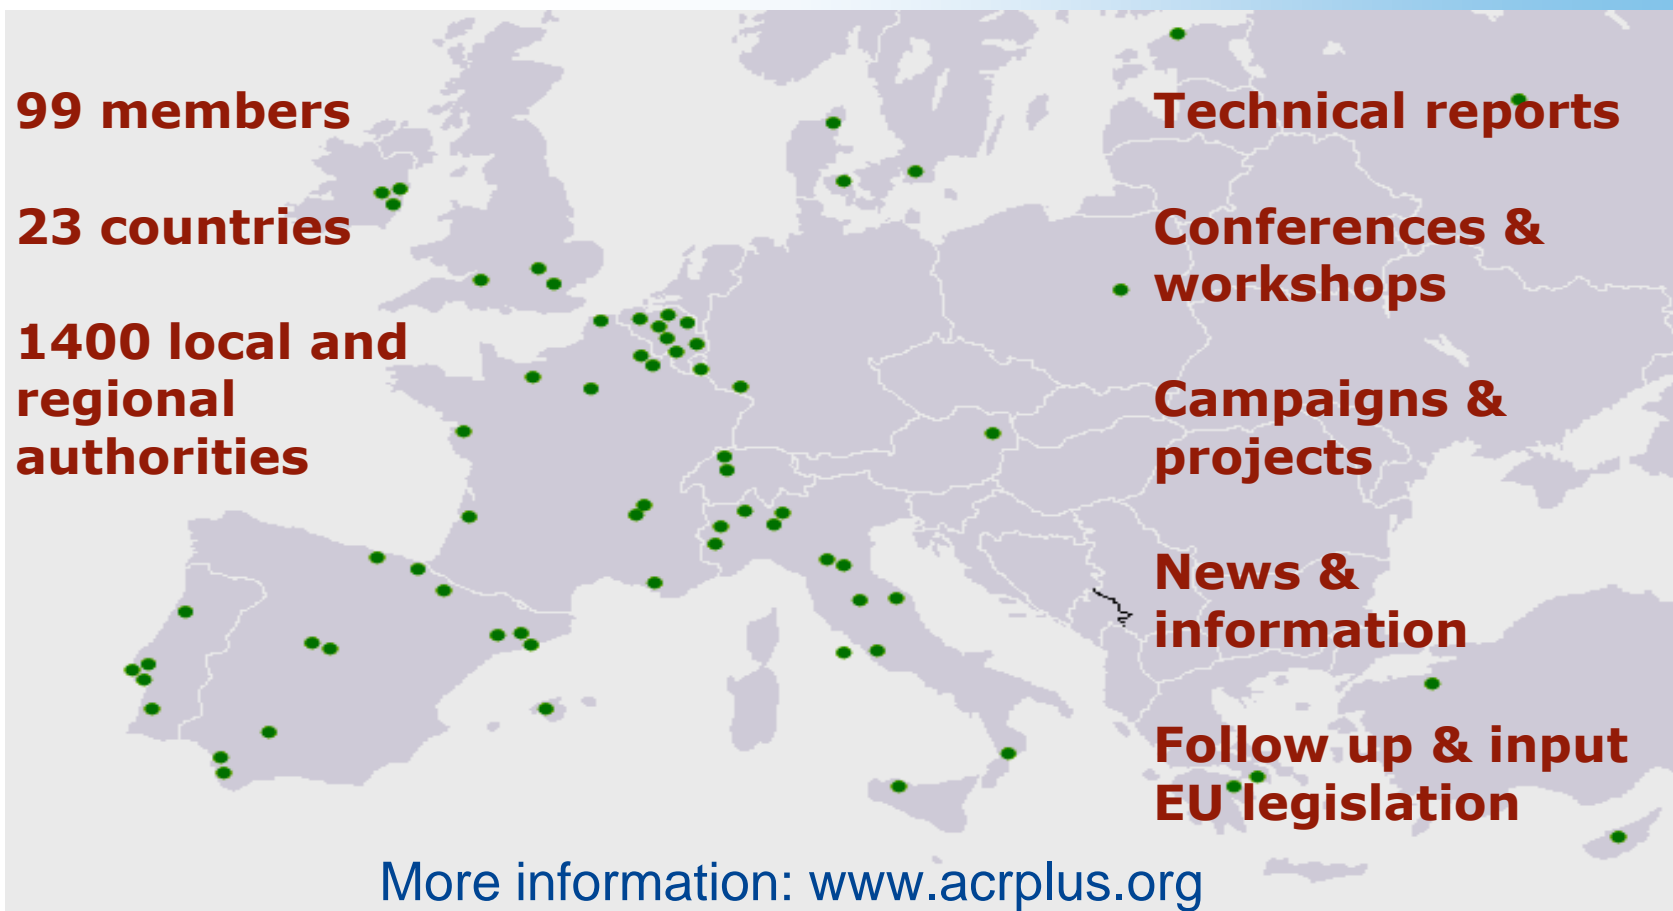 99 members
23 countries
1400 local and
regional
authorities
Technical reports
Conferences &
workshops
Campaigns &
projects
News &
information
Follow up & input
EU legislation
More information: www.acrplus.org